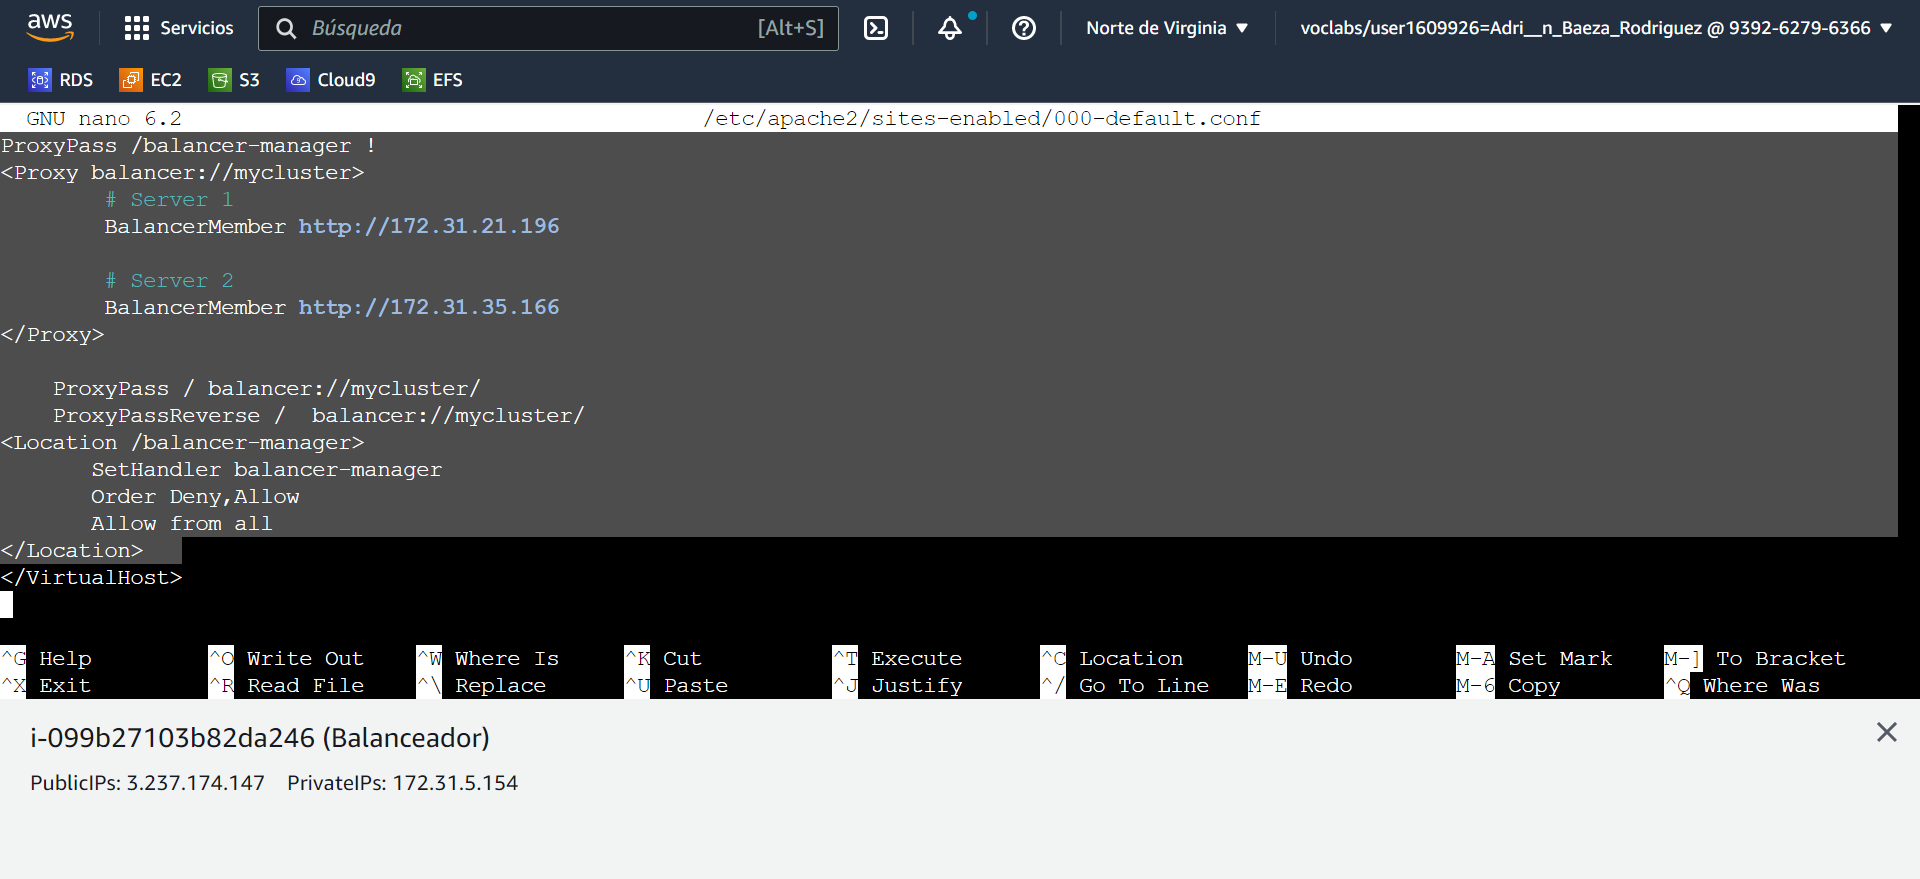 aws
Servicios
Búsqueda [Alt+S]
Norte de Virginia
voclabs/user1609926=Adri__n_Baeza_Rodriguez @ 9392-6279-6366
RDS EC2 S3 Cloud9 EFS
GNU nano 6.2 /etc/apache2/sites-enabled/000-default.conf
ProxyPass /balancer-manager !
<Proxy balancer://mycluster>
# Server 1
BalancerMember http://172.31.21.196
# Server 2
BalancerMember http://172.31.35.166
</Proxy>
ProxyPass / balancer://mycluster/
ProxyPassReverse /  balancer://mycluster/
<Location /balancer-manager>
SetHandler balancer-manager
Order Deny,Allow
Allow from all
</Location>
</VirtualHost>
^G Help ^O Write Out ^W Where Is ^K Cut ^T Execute ^C Location M-U Undo M-A Set Mark M-] To Bracket
^X Exit ^R Read File ^\ Replace ^U Paste ^J Justify ^/ Go To Line M-E Redo M-6 Copy ^Q Where Was
i-099b27103b82da246 (Balanceador)
PublicIPs: 3.237.174.147 PrivateIPs: 172.31.5.154